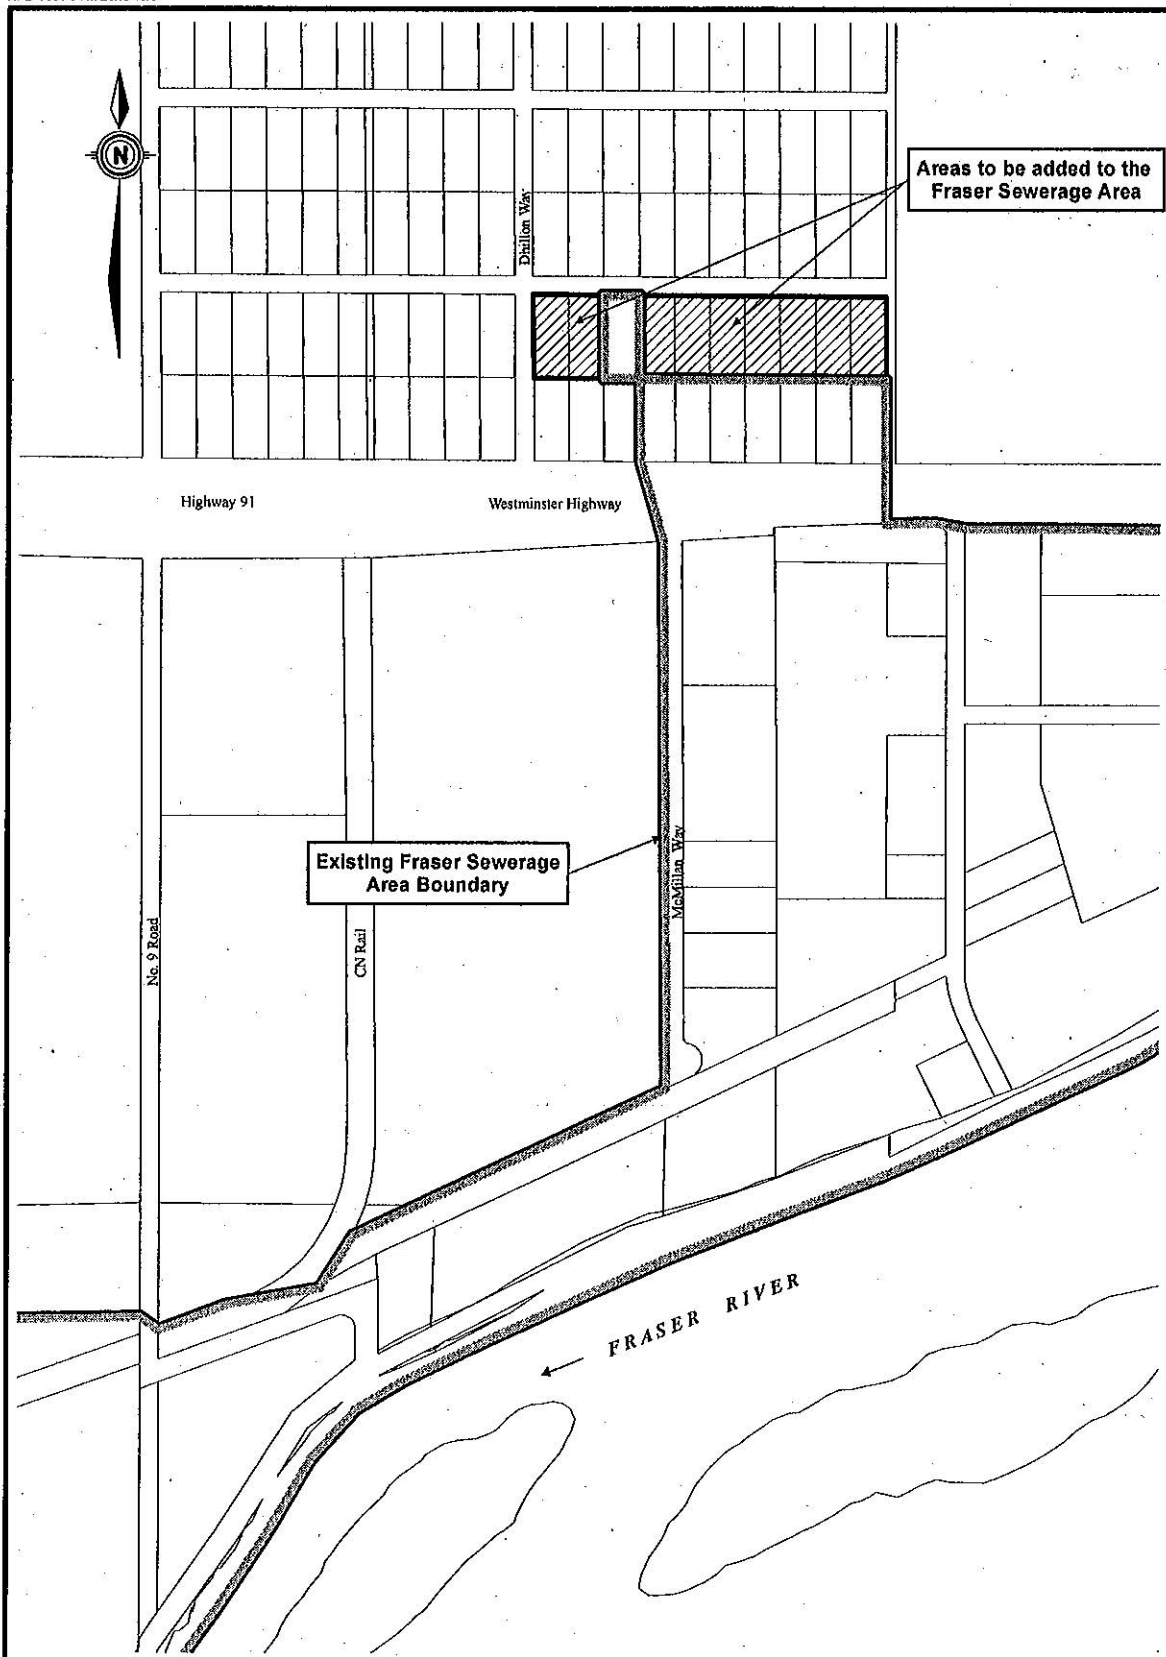 N
Areas to be added to the
Fraser Sewerage Area
Dhillon Way
Highway 91
Westminster Highway
Existing Fraser Sewerage
Area Boundary
McMillan Way
No. 9 Road
CN Rail
FRASER RIVER